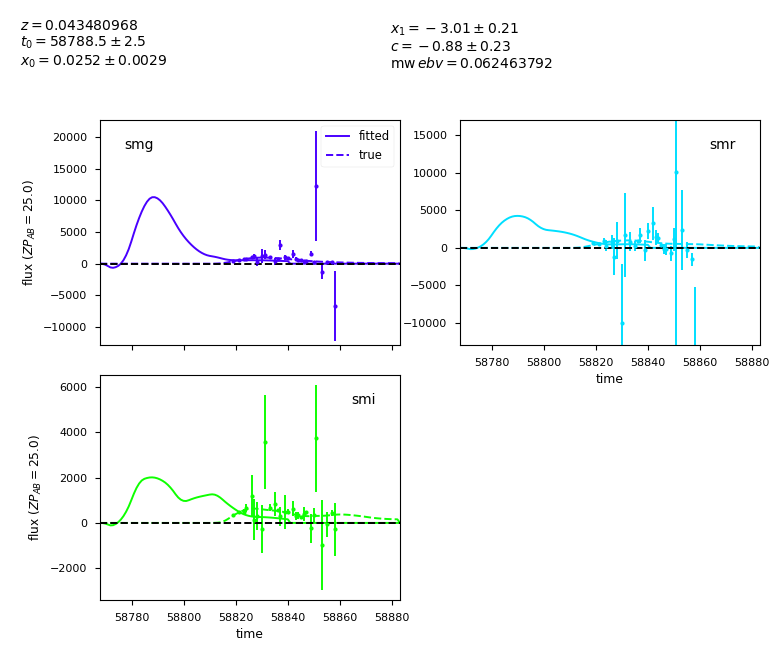 z = 0.043480968
t₀ = 58788.5 ± 2.5
x₀ = 0.0252 ± 0.0029
x₁ = −3.01 ± 0.21
c = −0.88 ± 0.23
mw ebv = 0.062463792
smg
fitted
true
20000
15000
10000
5000
0
−5000
−10000
flux (ZP_AB = 25.0)
smr
15000
10000
5000
0
−5000
−10000
58780 58800 58820 58840 58860 58880
time
smi
6000
4000
2000
0
−2000
flux (ZP_AB = 25.0)
58780 58800 58820 58840 58860 58880
time